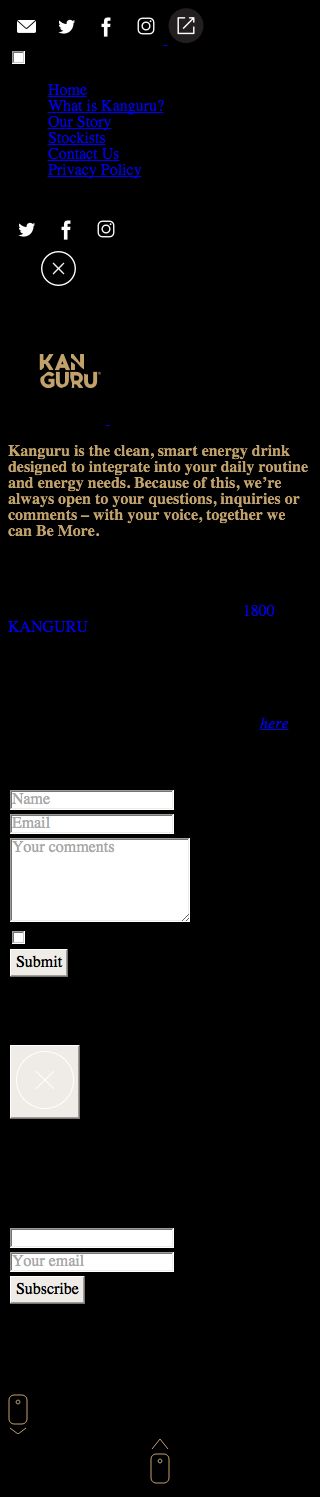 Home
What is Kanguru?
Our Story
Stockists
Contact Us
Privacy Policy
KAN
GURU
Kanguru is the clean, smart energy drink
designed to integrate into your daily routine
and energy needs. Because of this, we’re
always open to your questions, inquiries or
comments – with your voice, together we
can Be More.
1800
KANGURU
here
Name
Email
Your comments
Submit
Your email
Subscribe